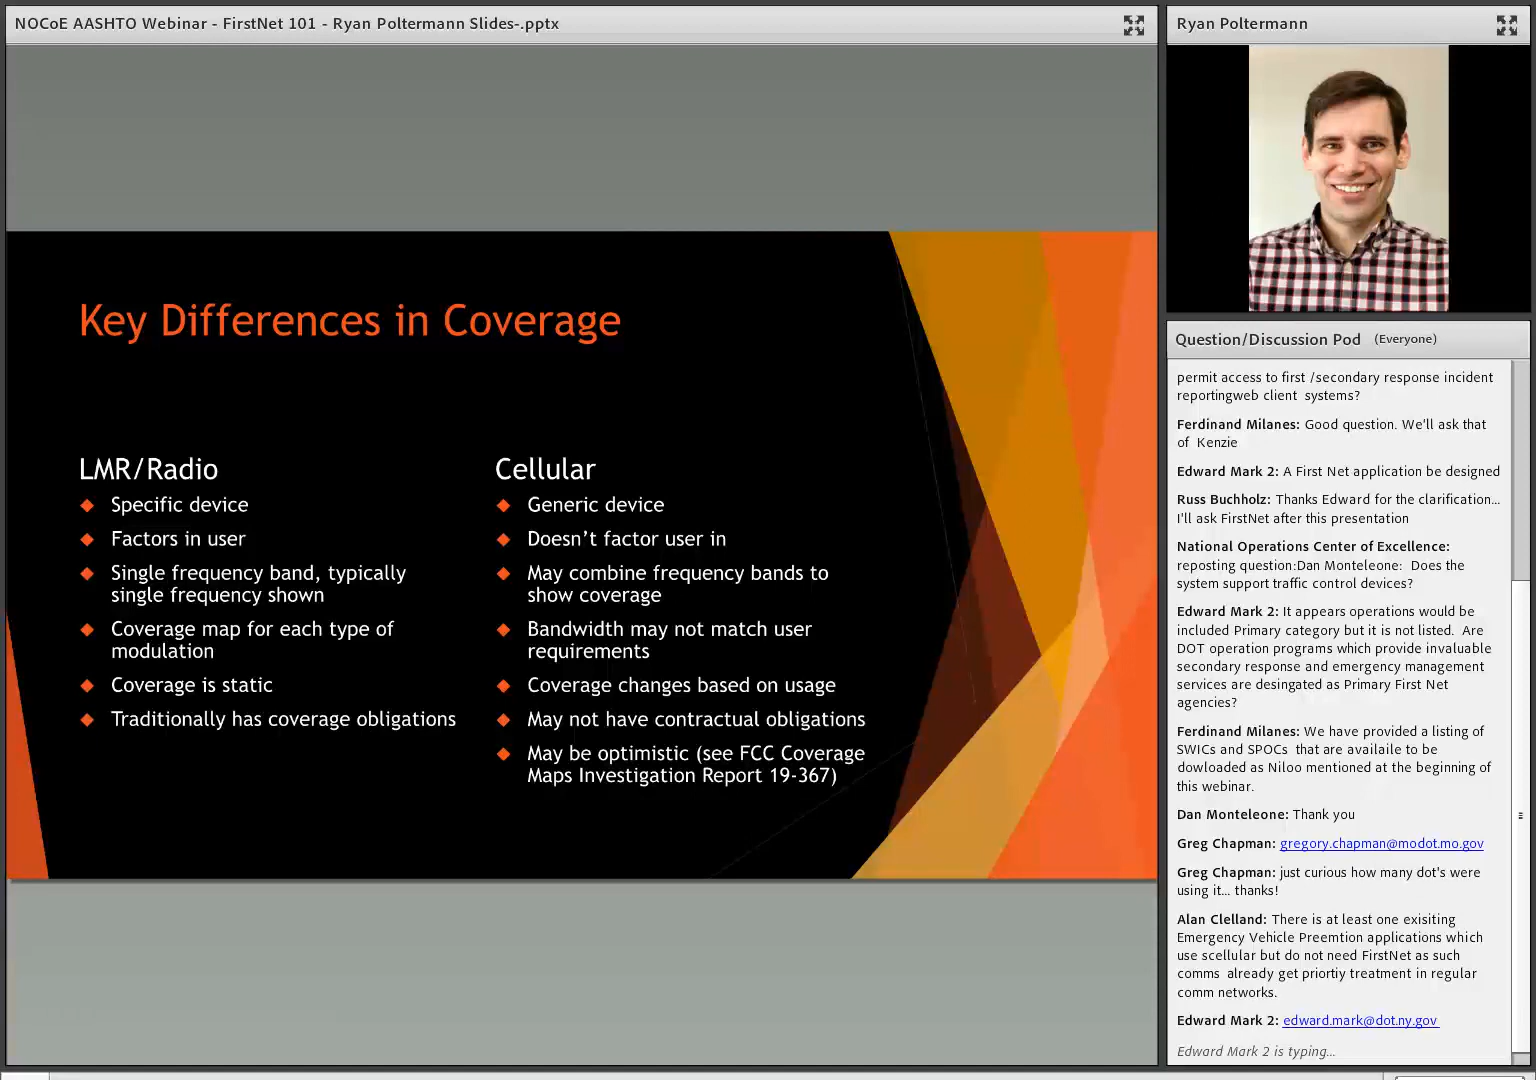 NOCoE AASHTO Webinar - FirstNet 101 - Ryan Poltermann Slides-.pptx
Key Differences in Coverage
LMR/Radio
Specific device
Factors in user
Single frequency band, typically
single frequency shown
Coverage map for each type of
modulation
Coverage is static
Traditionally has coverage obligations
Cellular
Generic device
Doesn't factor user in
May combine frequency bands to
show coverage
Bandwidth may not match user
requirements
Coverage changes based on usage
May not have contractual obligations
May be optimistic (see FCC Coverage
Maps Investigation Report 19-367)
Ryan Poltermann
Question/Discussion Pod (Everyone)
permit access to first /secondary response incident
reportingweb client systems?
Ferdinand Milanes: Good question. We'll ask that
of Kenzie
Edward Mark 2: A First Net application be designed
Russ Buchholz: Thanks Edward for the clarification...
I'll ask FirstNet after this presentation
National Operations Center of Excellence:
reposting question:Dan Monteleone: Does the
system support traffic control devices?
Edward Mark 2: It appears operations would be
included Primary category but it is not listed. Are
DOT operation programs which provide invaluable
secondary response and emergency management
services are desingated as Primary First Net
agencies?
Ferdinand Milanes: We have provided a listing of
SWICs and SPOCs that are availaile to be
dowloaded as Niloo mentioned at the beginning of
this webinar.
Dan Monteleone: Thank you
Greg Chapman: gregory.chapman@modot.mo.gov
Greg Chapman: just curious how many dot's were
using it... thanks!
Alan Clelland: There is at least one exisiting
Emergency Vehicle Preemtion applications which
use scellular but do not need FirstNet as such
comms already get priortiy treatment in regular
comm networks.
Edward Mark 2: edward.mark@dot.ny.gov
Edward Mark 2 is typing...